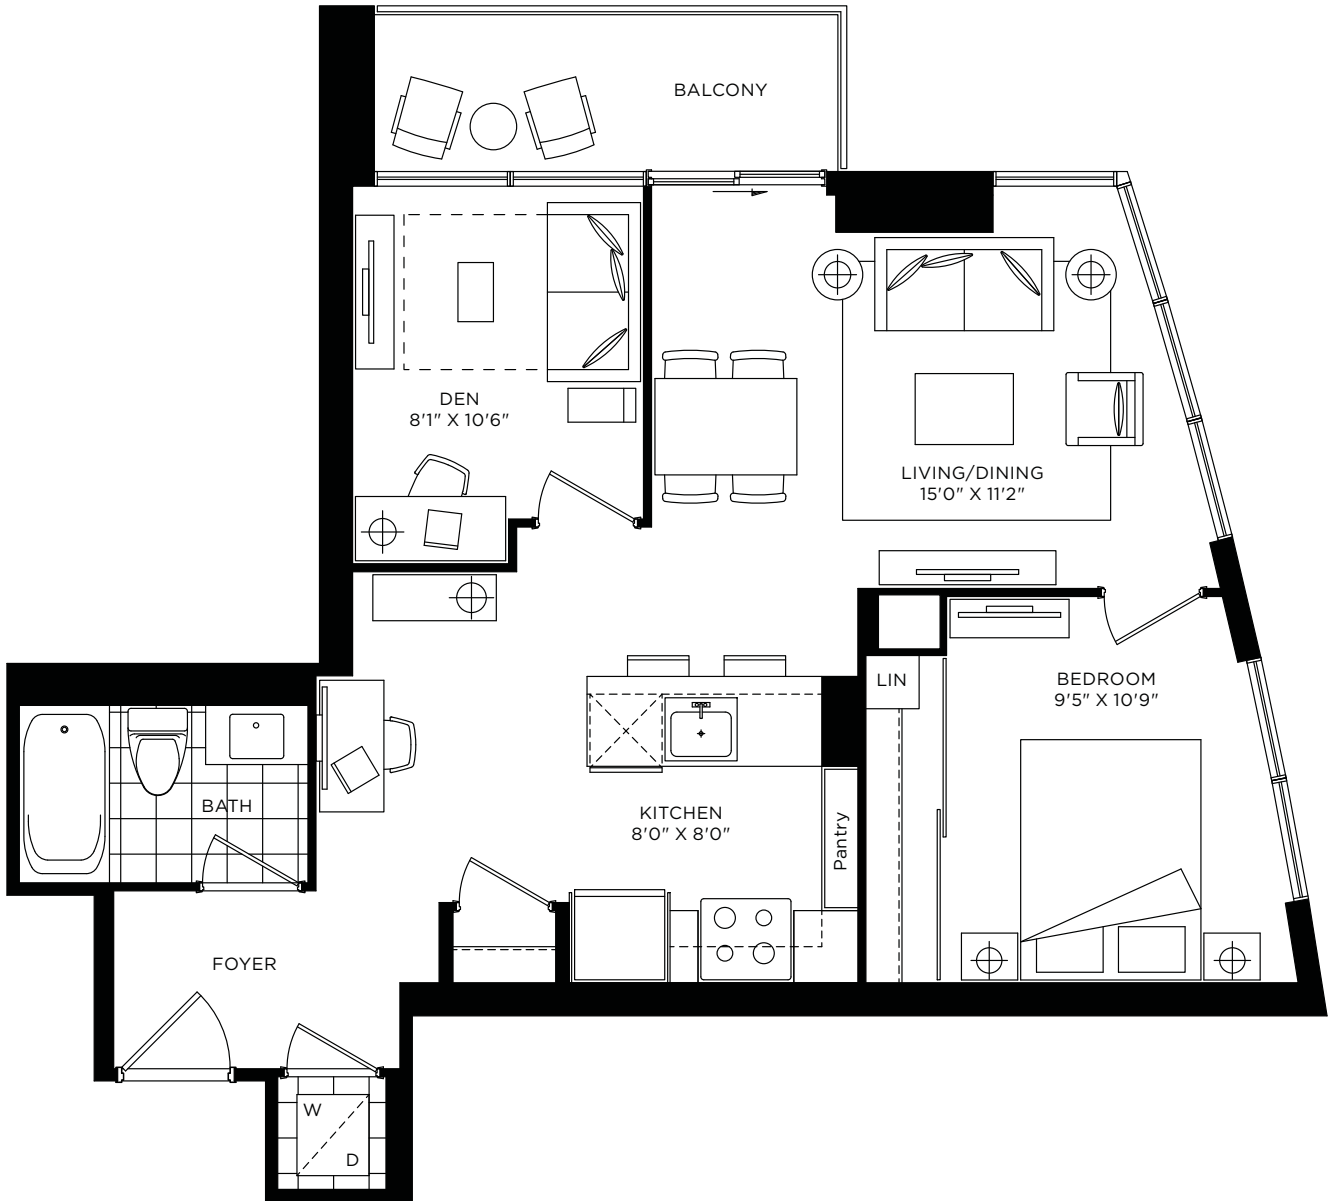 BALCONY
DEN
8'1" X 10'6"
LIVING/DINING
15'0" X 11'2"
LIN
BEDROOM
9'5" X 10'9"
BATH
KITCHEN
8'0" X 8'0"
Pantry
FOYER
W
D